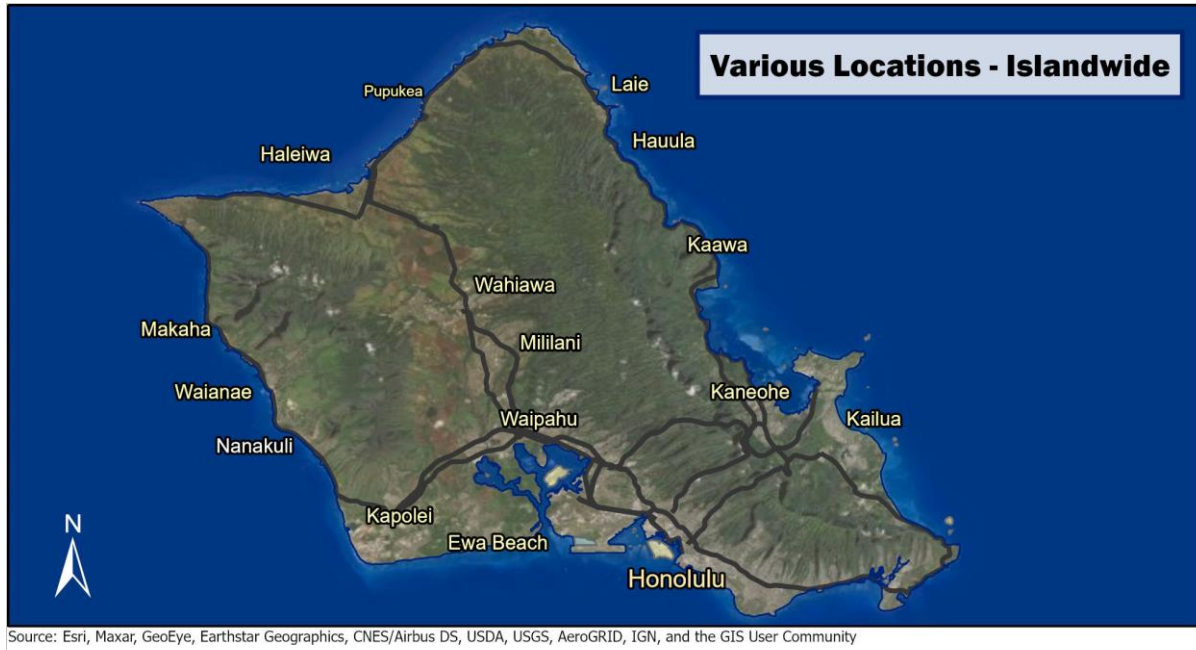 Various Locations - Islandwide
Laie
Pupukea
Hauula
Haleiwa
Kaawa
Wahiawa
Makaha
Mililani
Waianae
Kaneohe
Waipahu
Kailua
Nanakuli
Kapolei
N
Ewa Beach
Honolulu
Source: Esri, Maxar, GeoEye, Earthstar Geographics, CNES/Airbus DS, USDA, USGS, AeroGRID, IGN, and the GIS User Community